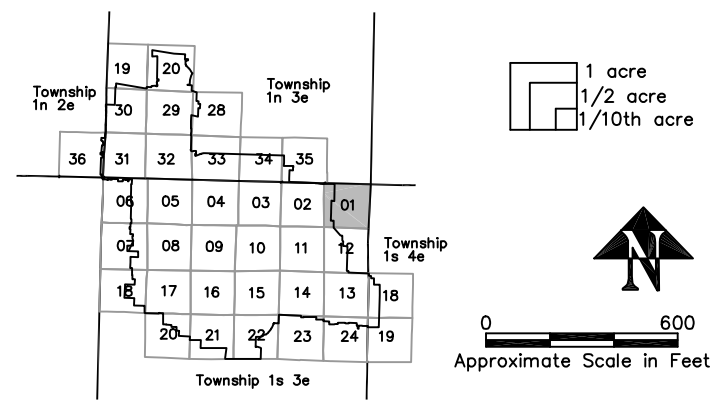 19 20
Township
1n 2e
Township
1n 3e
1 acre
1/2 acre
1/10th acre
30 29 28
36 31 32 33 34 35
06 05 04 03 02 01
07 08 09 10 11 12
Township
1s 4e
N
18 17 16 15 14 13 18
20 21 22 23 24 19
0 600
Approximate Scale in Feet
Township 1s 3e